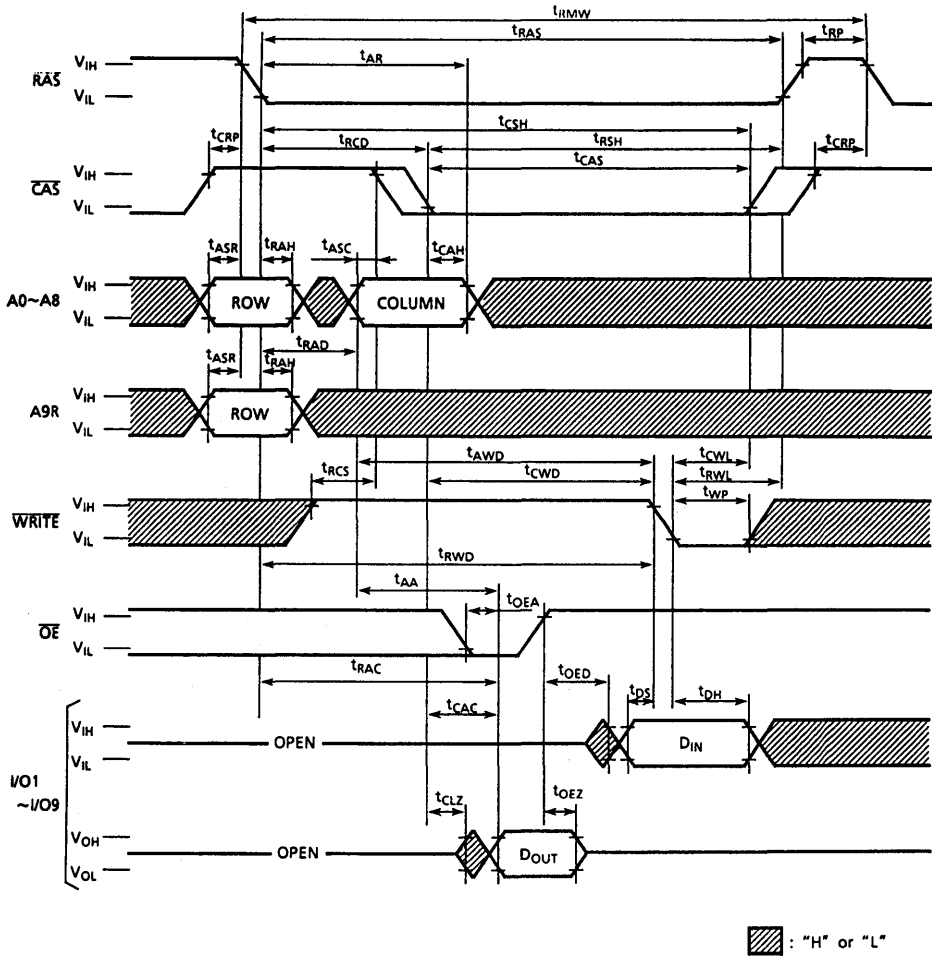 tRMW
tRAS
tRP
tAR
RAS
VIH
VIL
tCSH
tCRP
tRCD
tRSH
tCRP
tCAS
CAS
VIH
VIL
tASR
tRAH
tASC
tCAH
A0~A8
VIH
VIL
ROW
COLUMN
tRAD
tASR
tRAH
A9R
VIH
VIL
ROW
tAWD
tCWL
tRCS
tCWD
tRWL
tWP
WRITE
VIH
VIL
tRWD
tAA
tOEA
OE
VIH
VIL
tRAC
tOED
tCAC
tDS
tDH
I/O1
~I/O9
VIH
VIL
OPEN
DIN
tCLZ
tOEZ
VOH
VOL
OPEN
DOUT
: "H" or "L"